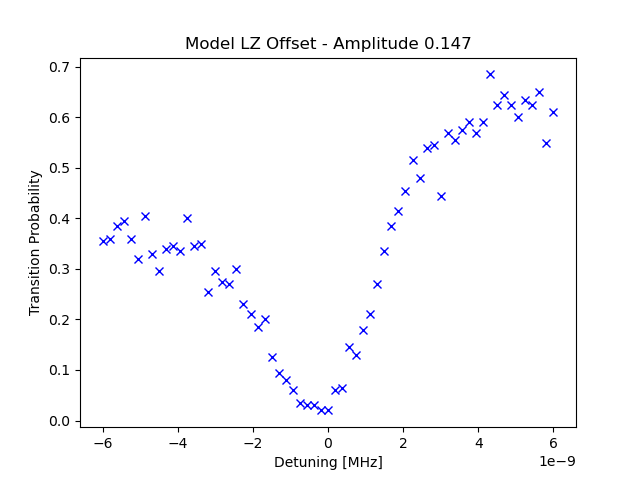 Model LZ Offset - Amplitude 0.147
Transition Probability
0.7
0.6
0.5
0.4
0.3
0.2
0.1
0.0
−6 −4 −2 0 2 4 6
1e−9
Detuning [MHz]